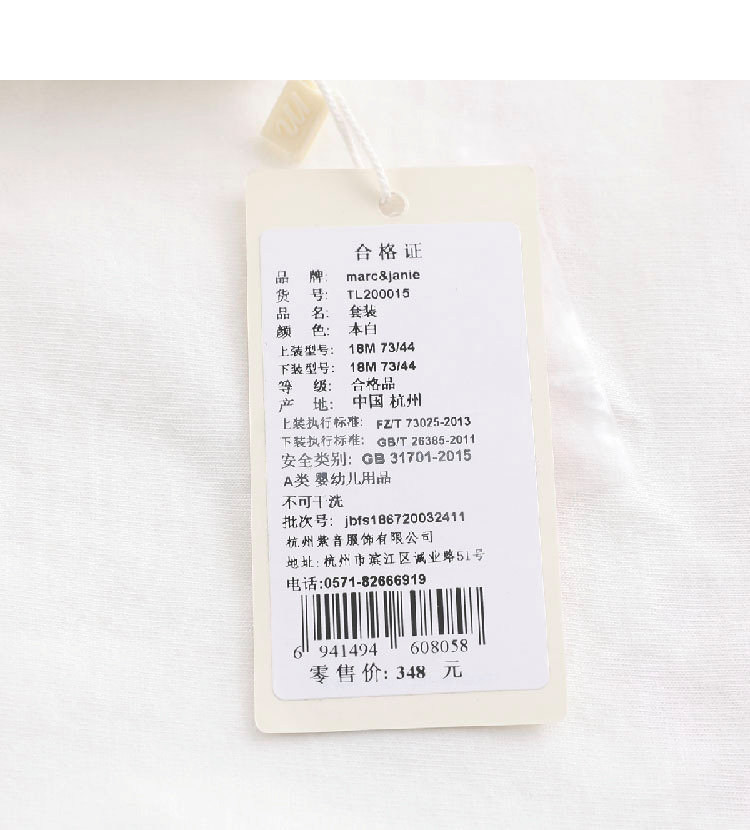 合格证
品 牌: marc&janie
货 号: TL200015
品 名: 套装
颜 色: 本白
上装型号: 18M 73/44
下装型号: 18M 73/44
等 级: 合格品
产 地: 中国 杭州
上装执行标准: FZ/T 73025-2013
下装执行标准: GB/T 26385-2011
安全类别: GB 31701-2015
A类 婴幼儿用品
不可干洗
批次号: jbfs186720032411
杭州紫音服饰有限公司
地址: 杭州市滨江区诚业路51号
电话:0571-82666919
6 941494 608058
零售价: 348 元